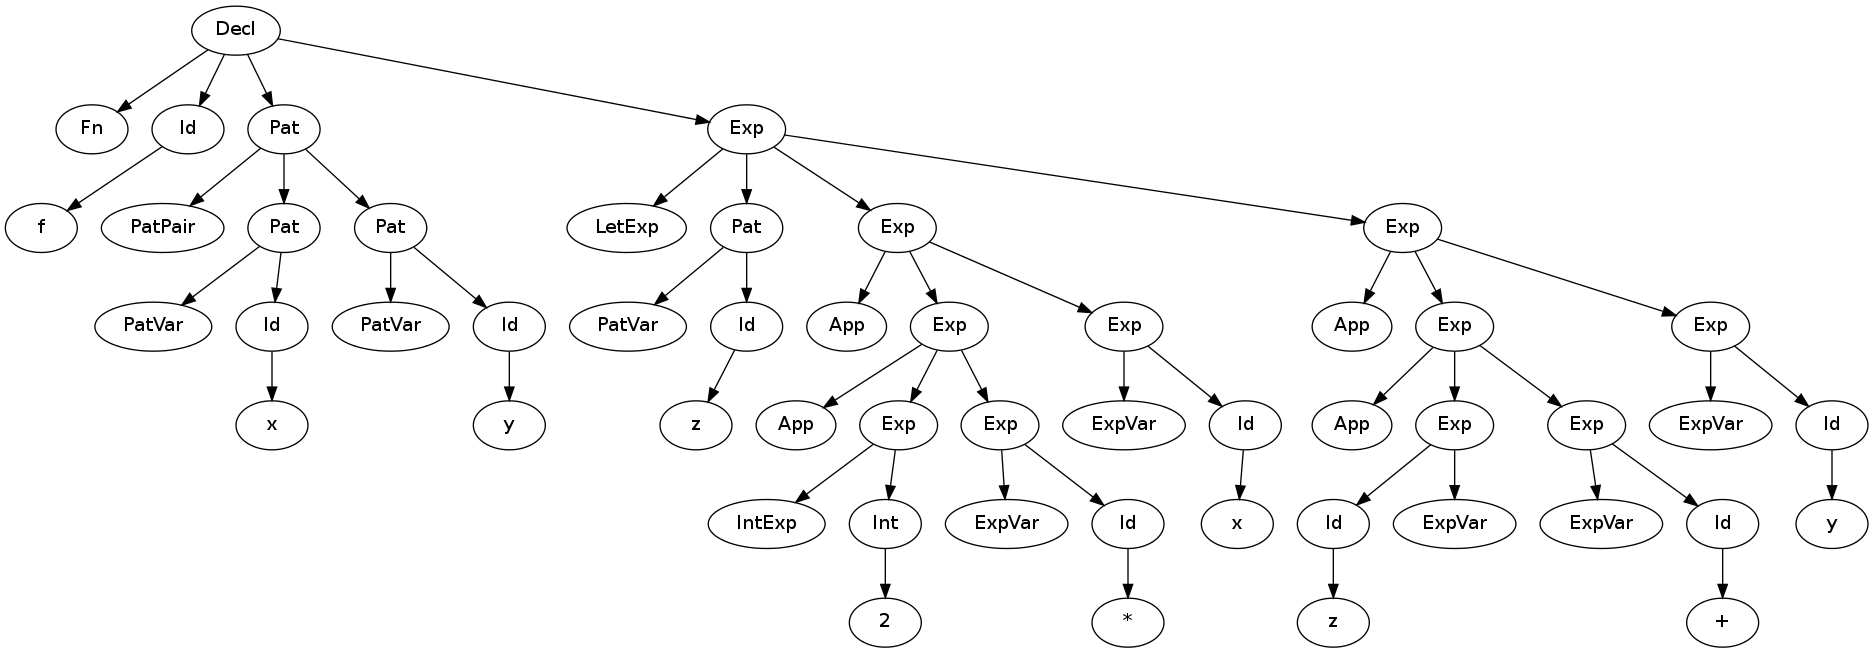 Decl
Fn Id Pat Exp
f PatPair Pat Pat LetExp Pat Exp Exp
PatVar Id PatVar Id PatVar Id App Exp Exp App Exp Exp
x y z App Exp Exp ExpVar Id App Exp Exp ExpVar Id
IntExp Int ExpVar Id x Id ExpVar ExpVar Id y
2 * z +